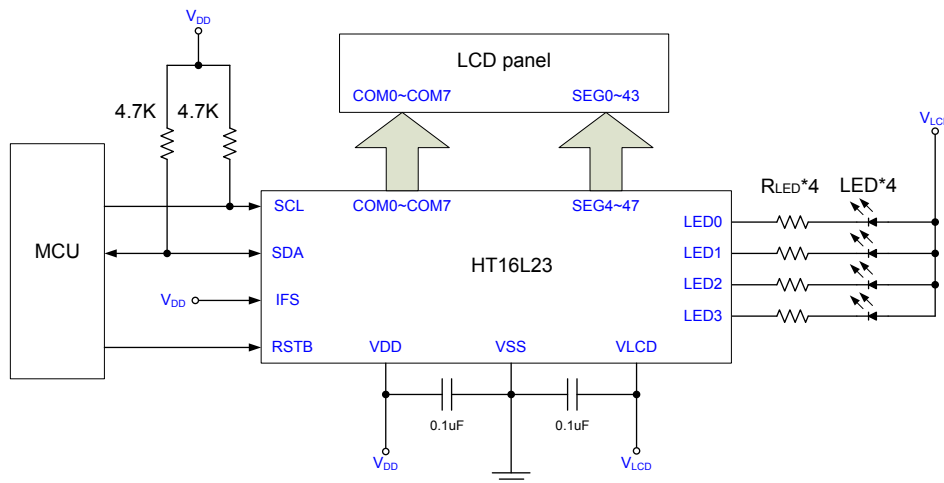 VDD
LCD panel
COM0~COM7 SEG0~43
4.7K 4.7K
VLCD
RLED*4 LED*4
MCU
SCL COM0~COM7 SEG4~47
LED0
SDA HT16L23 LED1
LED2
VDD IFS
LED3
RSTB VDD VSS VLCD
0.1uF 0.1uF
VDD VLCD